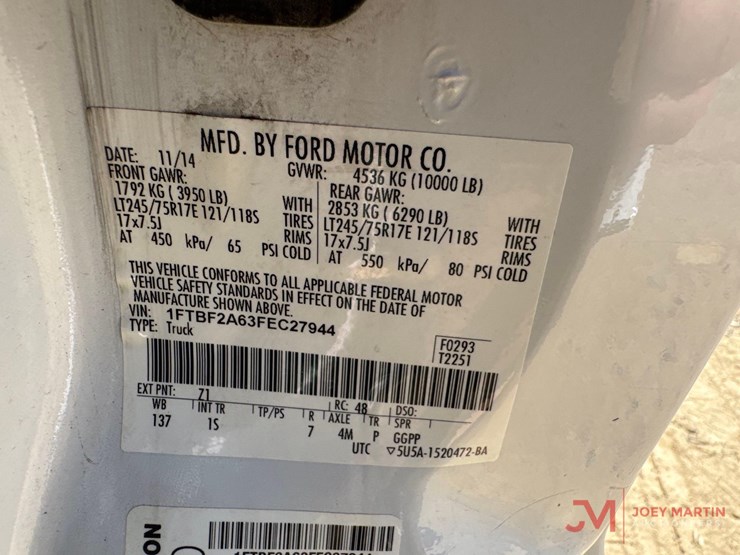 MFD. BY FORD MOTOR CO.
DATE: 11/14 GVWR: 4536 KG (10000 LB)
FRONT GAWR: REAR GAWR:
1792 KG ( 3950 LB) WITH 2853 KG ( 6290 LB) WITH
LT245/75R17E 121/118S TIRES LT245/75R17E 121/118S TIRES
17x7.5J RIMS 17x7.5J RIMS
AT 450 kPa/ 65 PSI COLD AT 550 kPa/ 80 PSI COLD
THIS VEHICLE CONFORMS TO ALL APPLICABLE FEDERAL MOTOR
VEHICLE SAFETY STANDARDS IN EFFECT ON THE DATE OF
MANUFACTURE SHOWN ABOVE.
VIN: 1FTBF2A63FEC27944
TYPE: Truck
F0293
T2251
EXT PNT: Z1 RC: 48 DSO:
WB INT TR TP/PS R AXLE TR SPR
137 1S 7 4M P GGPP
UTC ▽5U5A-1520472-BA
1FTBF2A63FEC27944
JM JOEY MARTIN